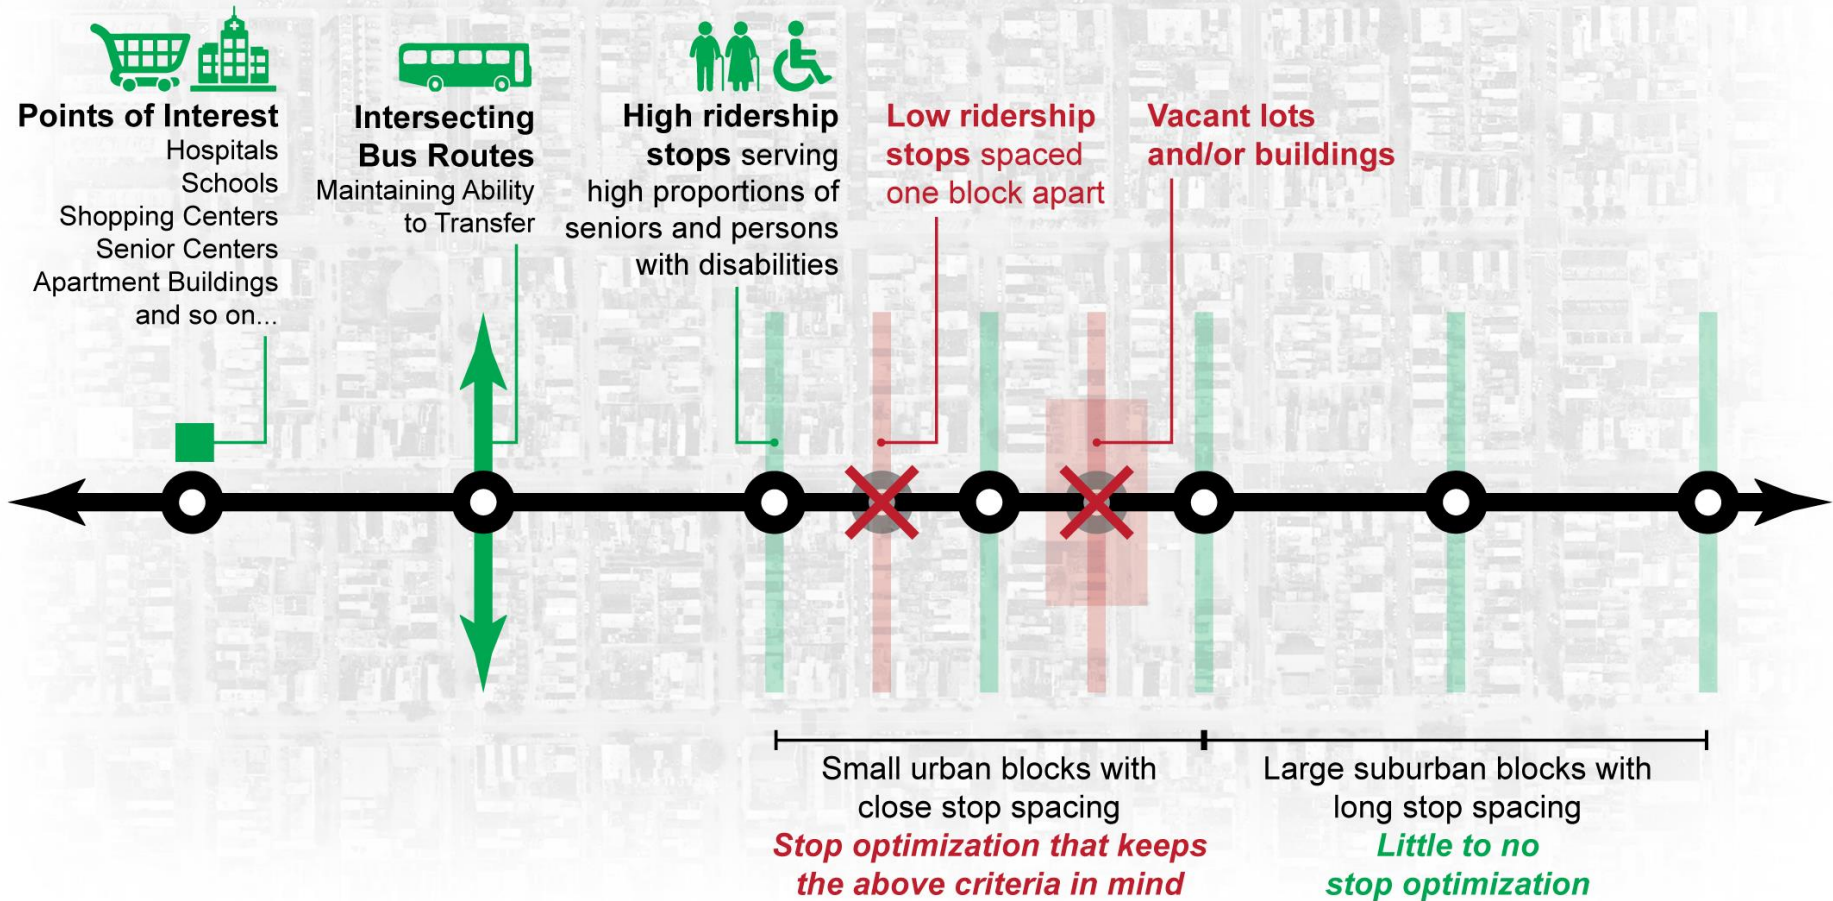 Points of Interest
Hospitals
Schools
Shopping Centers
Senior Centers
Apartment Buildings
and so on...
Intersecting
Bus Routes
Maintaining Ability
to Transfer
High ridership
stops serving
high proportions of
seniors and persons
with disabilities
Low ridership
stops spaced
one block apart
Vacant lots
and/or buildings
Small urban blocks with
close stop spacing
Stop optimization that keeps
the above criteria in mind
Large suburban blocks with
long stop spacing
Little to no
stop optimization